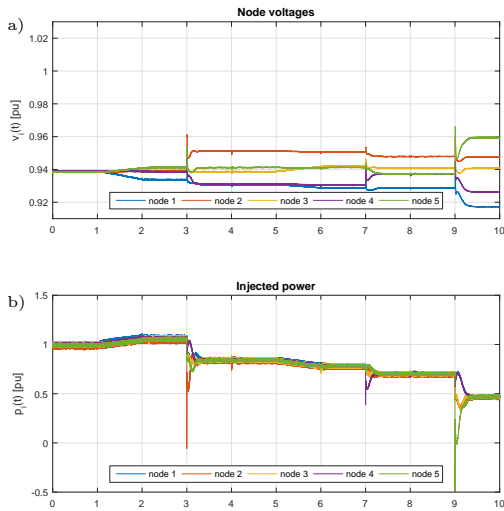 Node voltages
a)
1.02
1
0.98
0.96
0.94
0.92
v_i(t) [pu]
node 1 node 2 node 3 node 4 node 5
0 1 2 3 4 5 6 7 8 9 10
Injected power
b)
1.5
1
0.5
0
-0.5
p_i(t) [pu]
node 1 node 2 node 3 node 4 node 5
0 1 2 3 4 5 6 7 8 9 10